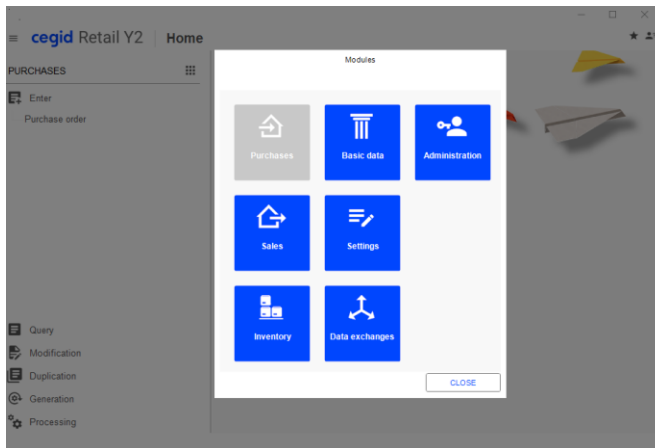 cegid Retail Y2 Home
PURCHASES
Enter
Purchase order
Query
Modification
Duplication
Generation
Processing
Modules
Purchases Basic data Administration
Sales Settings
Inventory Data exchanges
CLOSE